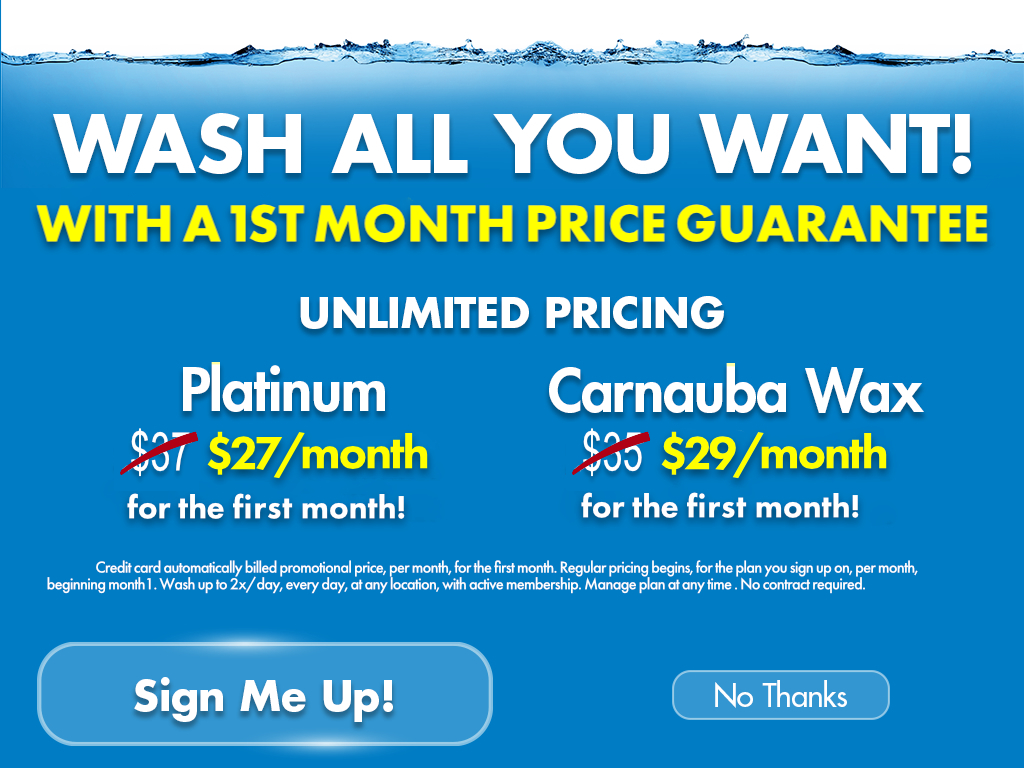 WASH ALL YOU WANT!
WITH A 1ST MONTH PRICE GUARANTEE
UNLIMITED PRICING
Platinum
$37 $27/month
for the first month!
Carnauba Wax
$35 $29/month
for the first month!
Credit card automatically billed promotional price, per month, for the first month. Regular pricing begins, for the plan you sign up on, per month,
beginning month1. Wash up to 2x/day, every day, at any location, with active membership. Manage plan at any time . No contract required.
Sign Me Up!
No Thanks